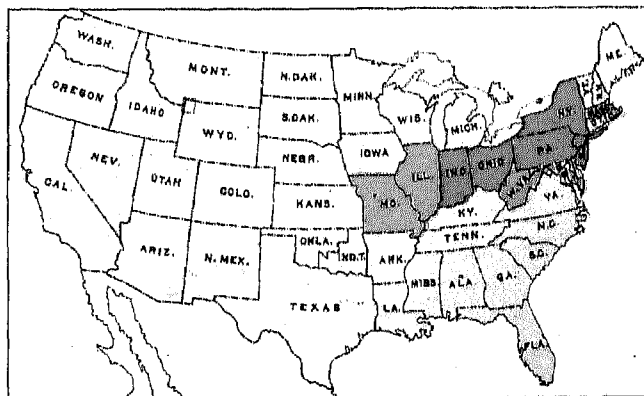 WASH.
MONT.
N.DAK.
MINN.
ME.
OREGON
IDAHO
S.DAK.
WIS.
MICH.
N.Y.
WYO.
NEBR.
IOWA
PA.
NEV.
UTAH
COLO.
ILL.
IND.
OHIO
W.VA.
CAL.
KANS.
MO.
KY.
VA.
TENN.
N.C.
ARIZ.
N.MEX.
OKLA.
IND.T.
ARK.
S.C.
TEXAS
LA.
MISS.
ALA.
GA.
FLA.